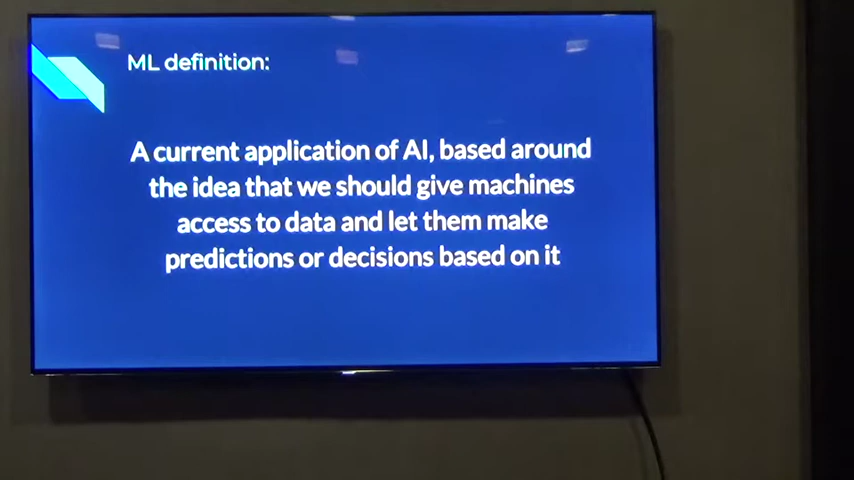 ML definition:
A current application of AI, based around
the idea that we should give machines
access to data and let them make
predictions or decisions based on it